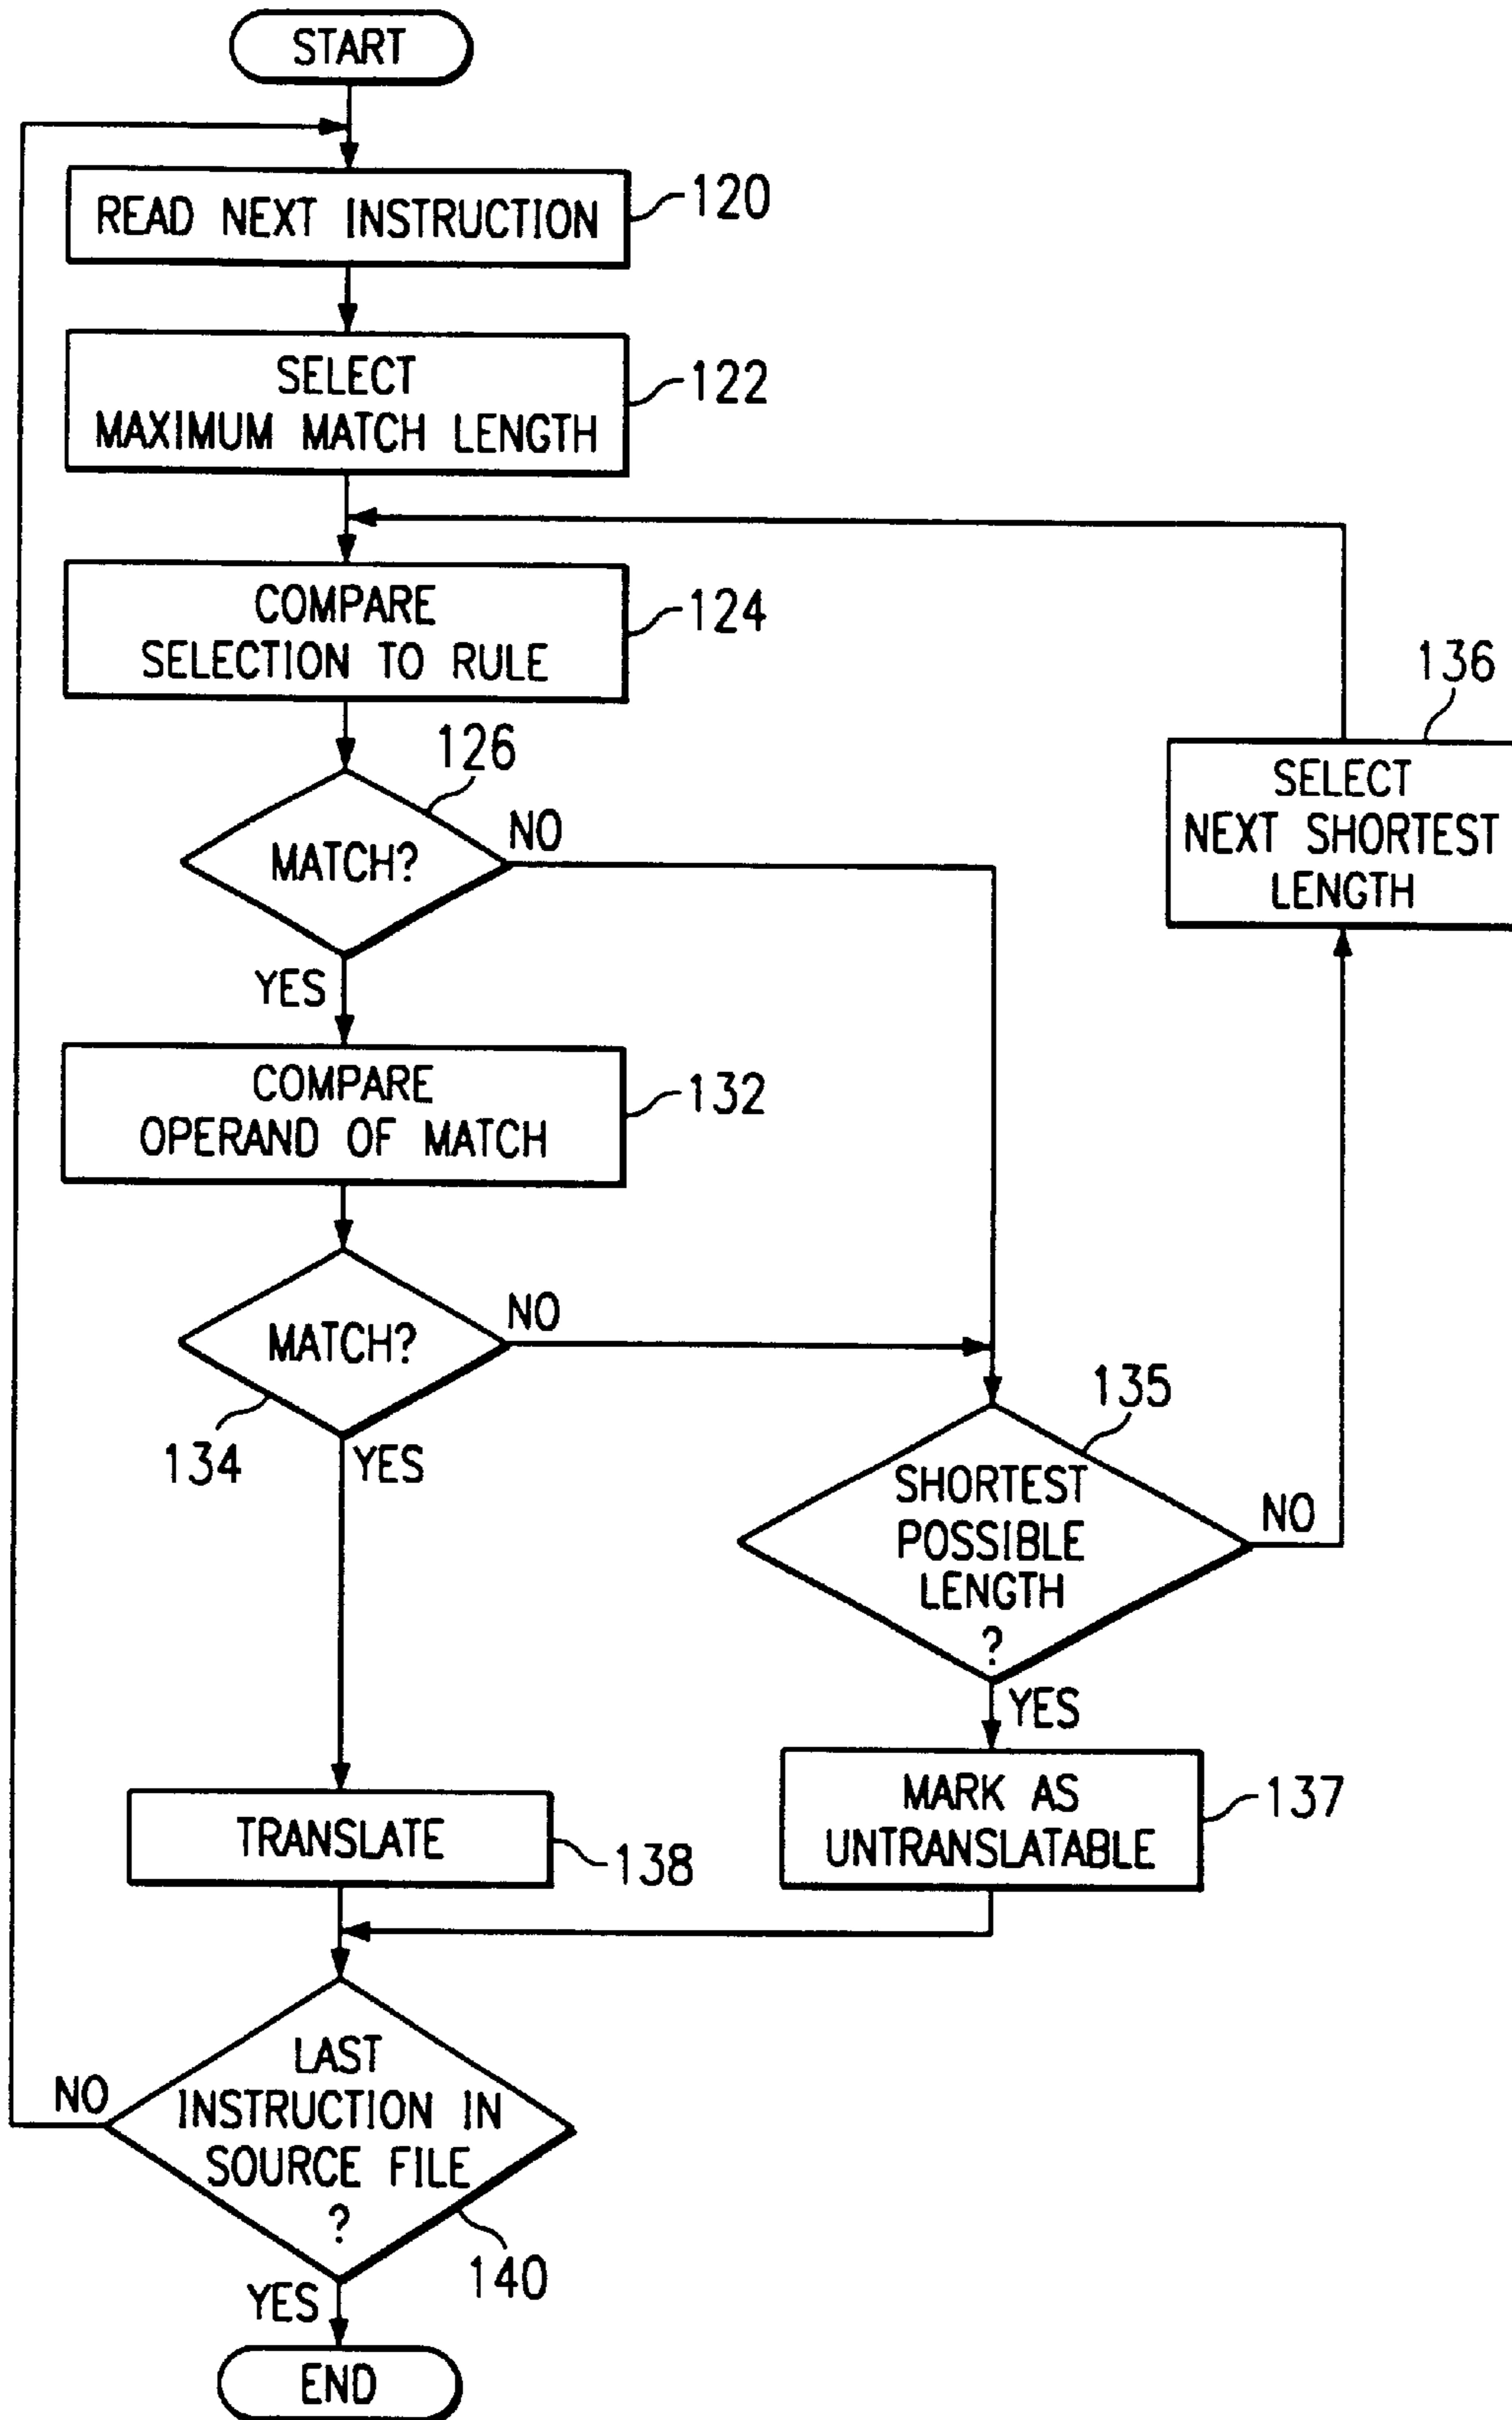 START
READ NEXT INSTRUCTION
120
SELECT
MAXIMUM MATCH LENGTH
122
COMPARE
SELECTION TO RULE
124
136
SELECT
NEXT SHORTEST
LENGTH
126
MATCH?
NO
YES
COMPARE
OPERAND OF MATCH
132
MATCH?
NO
134
YES
135
SHORTEST
POSSIBLE
LENGTH
?
NO
YES
TRANSLATE
138
MARK AS
UNTRANSLATABLE
137
LAST
INSTRUCTION IN
SOURCE FILE
?
NO
140
YES
END